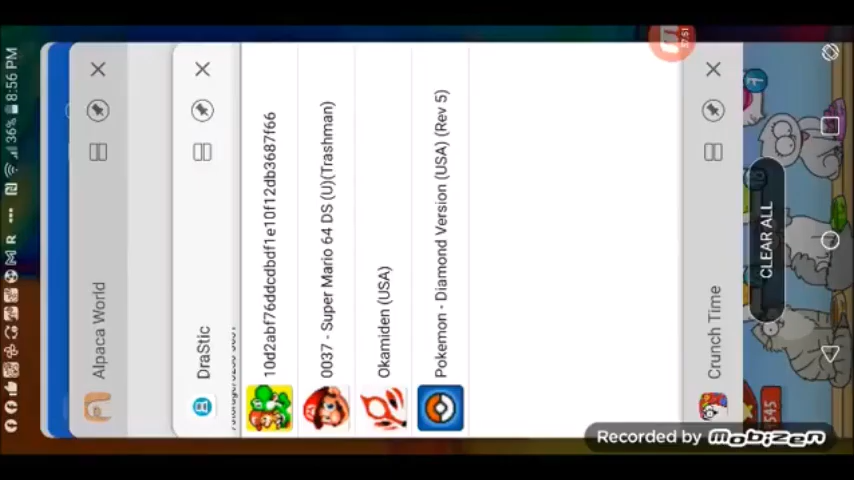 36% 8:56 PM
Alpaca World
DraStic
10d2abf76ddcdbdf1e10f12db3687f66
0037 - Super Mario 64 DS (U)(Trashman)
Okamiden (USA)
Pokemon - Diamond Version (USA) (Rev 5)
Crunch Time
CLEAR ALL
545
Recorded by mobizen